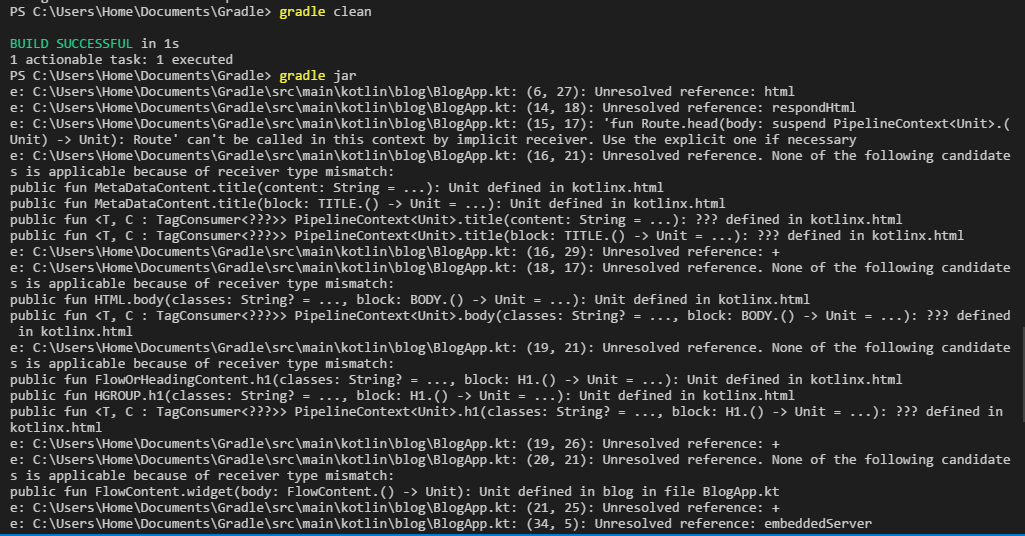 PS C:\Users\Home\Documents\Gradle> gradle clean
BUILD SUCCESSFUL in 1s
1 actionable task: 1 executed
PS C:\Users\Home\Documents\Gradle> gradle jar
e: C:\Users\Home\Documents\Gradle\src\main\kotlin\blog\BlogApp.kt: (6, 27): Unresolved reference: html
e: C:\Users\Home\Documents\Gradle\src\main\kotlin\blog\BlogApp.kt: (14, 18): Unresolved reference: respondHtml
e: C:\Users\Home\Documents\Gradle\src\main\kotlin\blog\BlogApp.kt: (15, 17): 'fun Route.head(body: suspend PipelineContext<Unit>.(
Unit) -> Unit): Route' can't be called in this context by implicit receiver. Use the explicit one if necessary
e: C:\Users\Home\Documents\Gradle\src\main\kotlin\blog\BlogApp.kt: (16, 21): Unresolved reference. None of the following candidate
s is applicable because of receiver type mismatch:
public fun MetaDataContent.title(content: String = ...): Unit defined in kotlinx.html
public fun MetaDataContent.title(block: TITLE.() -> Unit = ...): Unit defined in kotlinx.html
public fun <T, C : TagConsumer<???>> PipelineContext<Unit>.title(content: String = ...): ??? defined in kotlinx.html
public fun <T, C : TagConsumer<???>> PipelineContext<Unit>.title(block: TITLE.() -> Unit = ...): ??? defined in kotlinx.html
e: C:\Users\Home\Documents\Gradle\src\main\kotlin\blog\BlogApp.kt: (16, 29): Unresolved reference: +
e: C:\Users\Home\Documents\Gradle\src\main\kotlin\blog\BlogApp.kt: (18, 17): Unresolved reference. None of the following candidate
s is applicable because of receiver type mismatch:
public fun HTML.body(classes: String? = ..., block: BODY.() -> Unit = ...): Unit defined in kotlinx.html
public fun <T, C : TagConsumer<???>> PipelineContext<Unit>.body(classes: String? = ..., block: BODY.() -> Unit = ...): ??? defined
in kotlinx.html
e: C:\Users\Home\Documents\Gradle\src\main\kotlin\blog\BlogApp.kt: (19, 21): Unresolved reference. None of the following candidate
s is applicable because of receiver type mismatch:
public fun FlowOrHeadingContent.h1(classes: String? = ..., block: H1.() -> Unit = ...): Unit defined in kotlinx.html
public fun HGROUP.h1(classes: String? = ..., block: H1.() -> Unit = ...): Unit defined in kotlinx.html
public fun <T, C : TagConsumer<???>> PipelineContext<Unit>.h1(classes: String? = ..., block: H1.() -> Unit = ...): ??? defined in
kotlinx.html
e: C:\Users\Home\Documents\Gradle\src\main\kotlin\blog\BlogApp.kt: (19, 26): Unresolved reference: +
e: C:\Users\Home\Documents\Gradle\src\main\kotlin\blog\BlogApp.kt: (20, 21): Unresolved reference. None of the following candidate
s is applicable because of receiver type mismatch:
public fun FlowContent.widget(body: FlowContent.() -> Unit): Unit defined in blog in file BlogApp.kt
e: C:\Users\Home\Documents\Gradle\src\main\kotlin\blog\BlogApp.kt: (21, 25): Unresolved reference: +
e: C:\Users\Home\Documents\Gradle\src\main\kotlin\blog\BlogApp.kt: (34, 5): Unresolved reference: embeddedServer